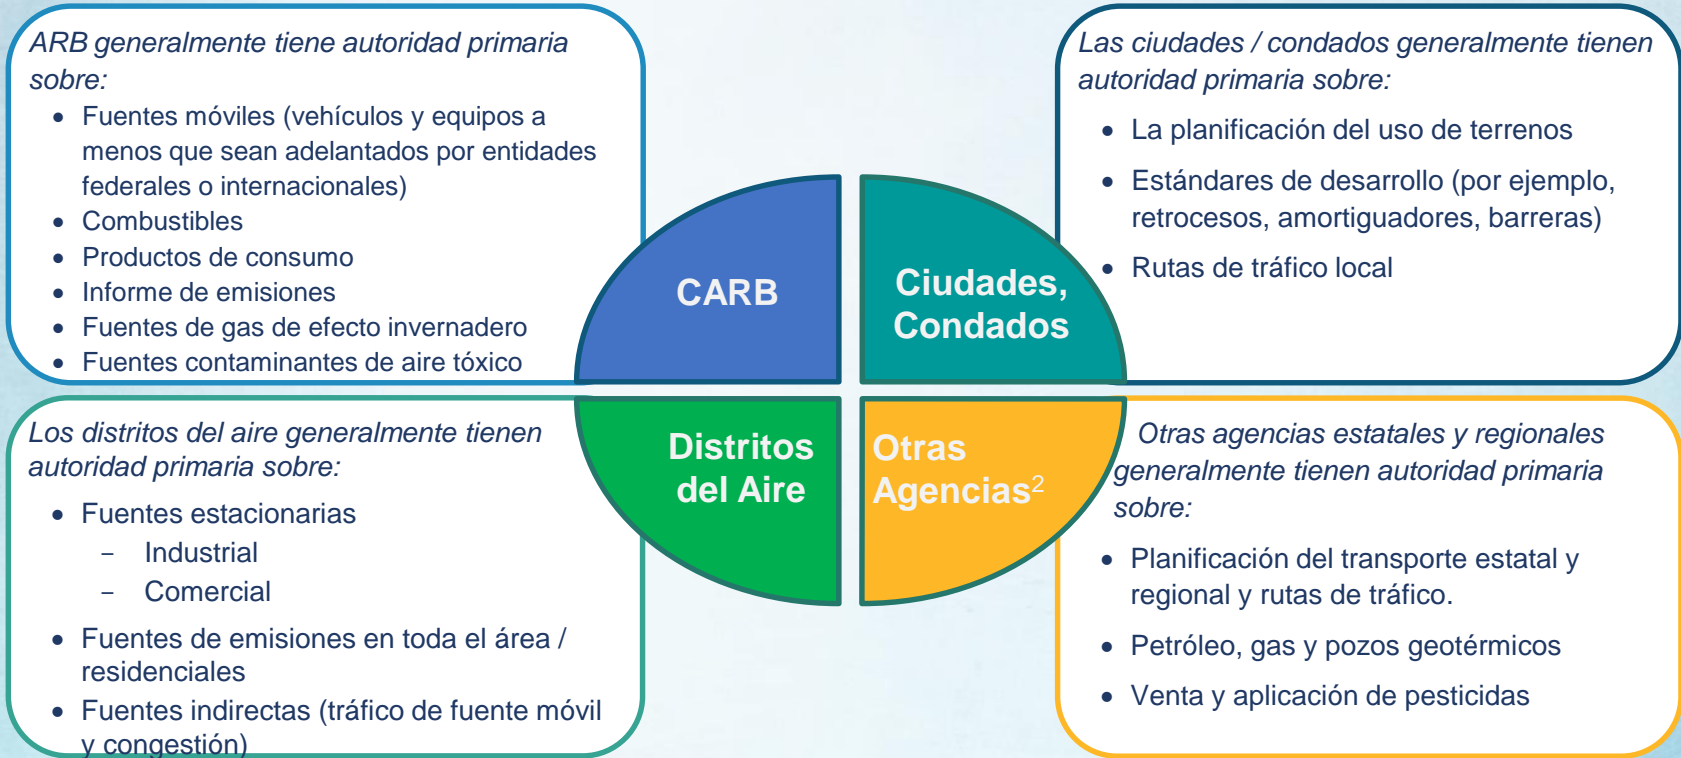 ARB generalmente tiene autoridad primaria
sobre:
• Fuentes móviles (vehículos y equipos a
menos que sean adelantados por entidades
federales o internacionales)
• Combustibles
• Productos de consumo
• Informe de emisiones
• Fuentes de gas de efecto invernadero
• Fuentes contaminantes de aire tóxico
Las ciudades / condados generalmente tienen
autoridad primaria sobre:
• La planificación del uso de terrenos
• Estándares de desarrollo (por ejemplo,
retrocesos, amortiguadores, barreras)
• Rutas de tráfico local
CARB
Ciudades,
Condados
Distritos
del Aire
Otras
Agencias²
Los distritos del aire generalmente tienen
autoridad primaria sobre:
• Fuentes estacionarias
– Industrial
– Comercial
• Fuentes de emisiones en toda el área /
residenciales
• Fuentes indirectas (tráfico de fuente móvil
y congestión)
Otras agencias estatales y regionales
generalmente tienen autoridad primaria
sobre:
• Planificación del transporte estatal y
regional y rutas de tráfico.
• Petróleo, gas y pozos geotérmicos
• Venta y aplicación de pesticidas